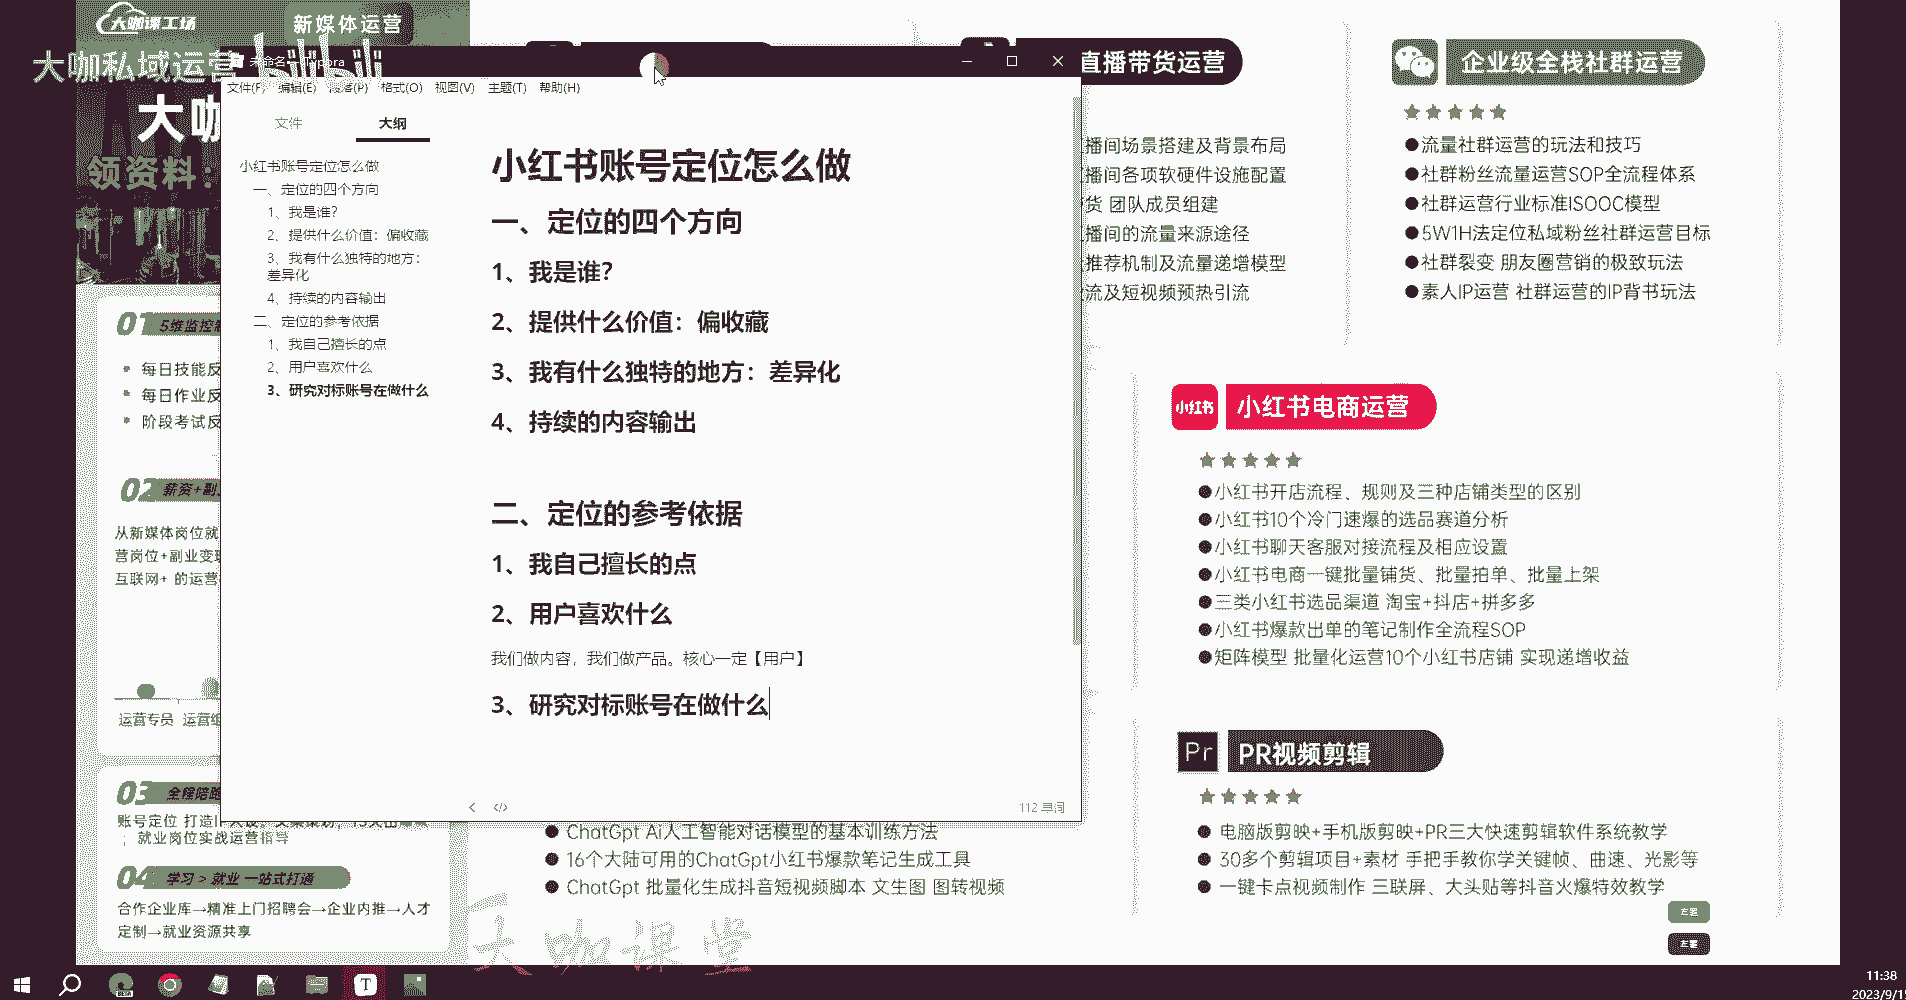 大咖课工场
新媒体运营
大咖私域运营
bilibili
大咖
领资料：
未命名
文件(F) 编辑(E) 段落(P) 格式(O) 视图(V) 主题(T) 帮助(H)
文件
大纲
小红书账号定位怎么做
一、定位的四个方向
1、我是谁？
2、提供什么价值：偏收藏
3、我有什么独特的地方：
差异化
4、持续的内容输出
二、定位的参考依据
1、我自己擅长的点
2、用户喜欢什么
3、研究对标账号在做什么
小红书账号定位怎么做
一、定位的四个方向
1、我是谁？
2、提供什么价值：偏收藏
3、我有什么独特的地方：差异化
4、持续的内容输出
二、定位的参考依据
1、我自己擅长的点
2、用户喜欢什么
我们做内容，我们做产品。核心一定【用户】
3、研究对标账号在做什么
112 单词
01 5维监控
每日技能反
每日作业反
阶段考试反
02 薪资+副
从新媒体岗位就
营岗位+副业变
互联网+ 的运营
运营专员 运营
03 全程陪跑
账号定位
就业岗位实战运营指导
04 学习 > 就业 一站式打通
合作企业库→精准上门招聘会→企业内推→人才
定制→就业资源共享
直播带货运营
播间场景搭建及背景布局
播间各项软硬件设施配置
货 团队成员组建
播间的流量来源途径
推荐机制及流量递增模型
流及短视频预热引流
企业级全栈社群运营
●流量社群运营的玩法和技巧
●社群粉丝流量运营SOP全流程体系
●社群运营行业标准ISOOC模型
●5W1H法定位私域粉丝社群运营目标
●社群裂变 朋友圈营销的极致玩法
●素人IP运营 社群运营的IP背书玩法
小红书 小红书电商运营
●小红书开店流程、规则及三种店铺类型的区别
●小红书10个冷门速爆的选品赛道分析
●小红书聊天客服对接流程及相应设置
●小红书电商一键批量铺货、批量拍单、批量上架
●三类小红书选品渠道 淘宝+抖店+拼多多
●小红书爆款出单的笔记制作全流程SOP
●矩阵模型 批量化运营10个小红书店铺 实现递增收益
Pr PR视频剪辑
● 电脑版剪映+手机版剪映+PR三大快速剪辑软件系统教学
● 30多个剪辑项目+素材 手把手教你学关键帧、曲速、光影等
● 一键卡点视频制作 三联屏、大头贴等抖音火爆特效教学
● ChatGpt Ai人工智能对话模型的基本训练方法
● 16个大陆可用的ChatGpt小红书爆款笔记生成工具
● ChatGpt 批量化生成抖音短视频脚本 文生图 图转视频
天咖课堂
11:38